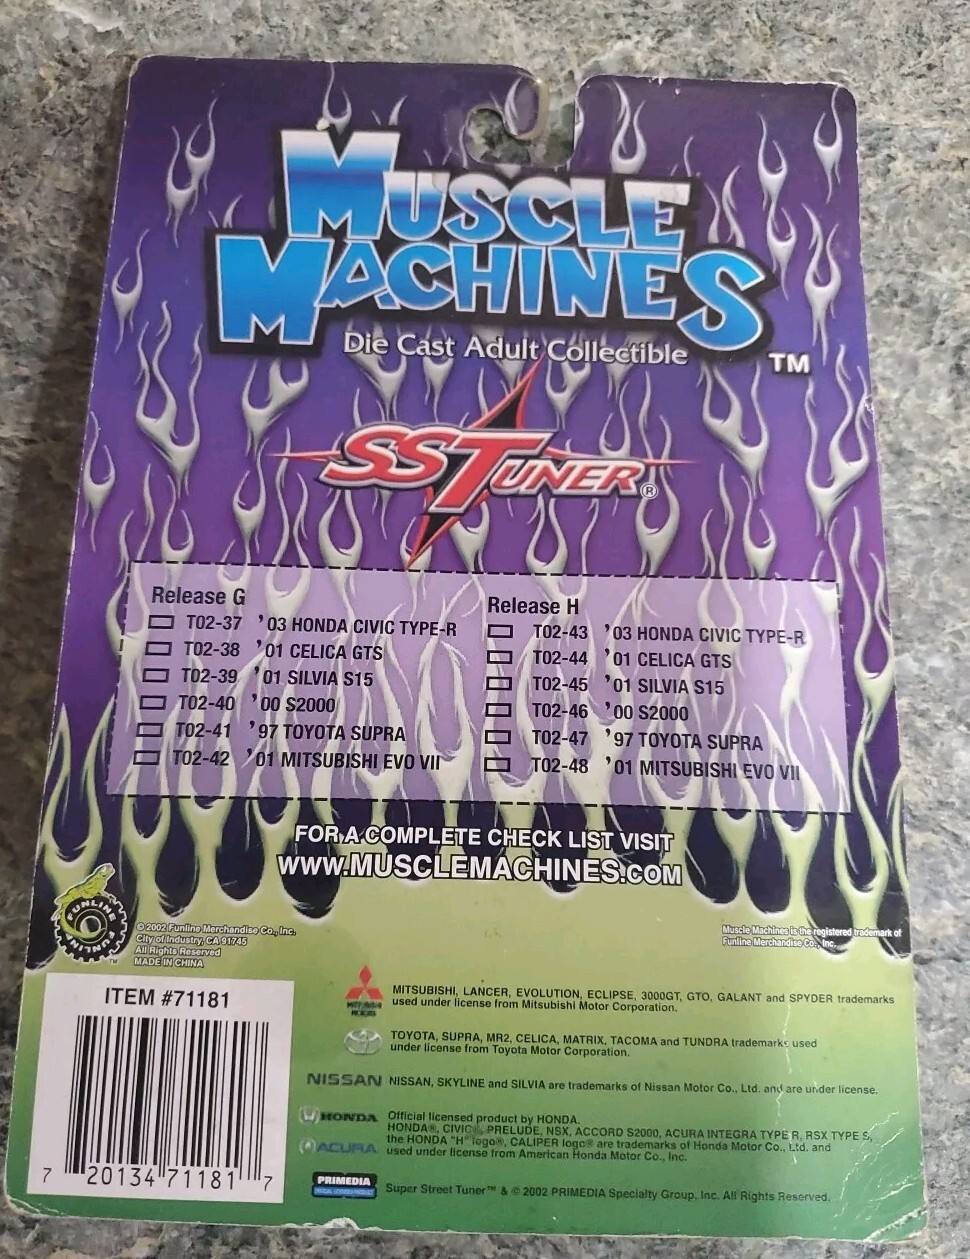 MUSCLE
MACHINES
Die Cast Adult Collectible
TM
SS TUNER ®
Release G
T02-37 '03 HONDA CIVIC TYPE-R
T02-38 '01 CELICA GTS
T02-39 '01 SILVIA S15
T02-40 '00 S2000
T02-41 '97 TOYOTA SUPRA
T02-42 '01 MITSUBISHI EVO VII
Release H
T02-43 '03 HONDA CIVIC TYPE-R
T02-44 '01 CELICA GTS
T02-45 '01 SILVIA S15
T02-46 '00 S2000
T02-47 '97 TOYOTA SUPRA
T02-48 '01 MITSUBISHI EVO VII
FOR A COMPLETE CHECK LIST VISIT
WWW.MUSCLEMACHINES.COM
FUNLINE
© 2002 Funline Merchandise Co., Inc.
City of Industry, CA 91745
All Rights Reserved
MADE IN CHINA
Muscle Machines is the registered trademark of
Funline Merchandise Co., Inc.
ITEM #71181
7 20134 71181 7
MITSUBISHI
MOTORS
MITSUBISHI, LANCER, EVOLUTION, ECLIPSE, 3000GT, GTO, GALANT and SPYDER trademarks
used under license from Mitsubishi Motor Corporation.
TOYOTA, SUPRA, MR2, CELICA, MATRIX, TACOMA and TUNDRA trademarks used
under license from Toyota Motor Corporation.
NISSAN
NISSAN, SKYLINE and SILVIA are trademarks of Nissan Motor Co., Ltd. and are under license.
HONDA
ACURA
Official licensed product by HONDA.
HONDA®, CIVIC®, PRELUDE, NSX, ACCORD S2000, ACURA INTEGRA TYPE R, RSX TYPE S,
the HONDA "H" logo®, CALIPER logo® are trademarks of Honda Motor Co., Ltd. and
used under license from American Honda Motor Co., Inc.
PRIMEDIA
OFFICIAL LICENSED PRODUCT
Super Street Tuner™ & © 2002 PRIMEDIA Specialty Group, Inc. All Rights Reserved.